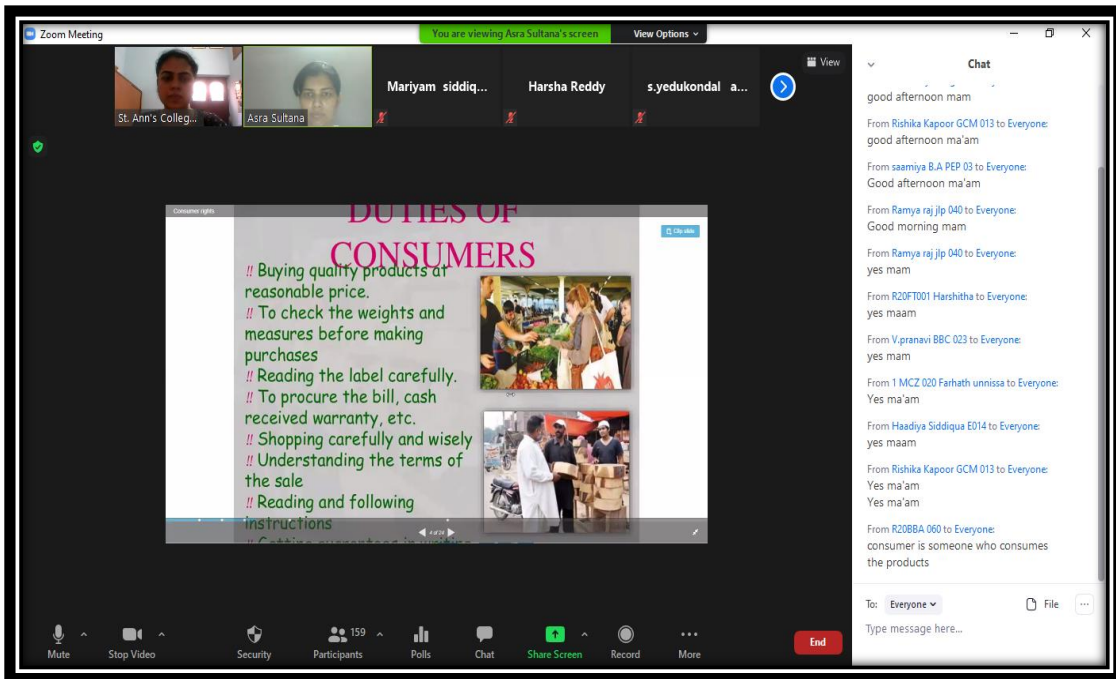 Zoom Meeting
You are viewing Asra Sultana's screen
View Options
View
St. Ann's Colleg...
Asra Sultana
Mariyam siddiq...
Harsha Reddy
s.yedukondal a...
Consumer rights
Clip slide
DUTIES OF
CONSUMERS
!! Buying quality products at
reasonable price.
!! To check the weights and
measures before making
purchases
!! Reading the label carefully.
!! To procure the bill, cash
received warranty, etc.
!! Shopping carefully and wisely
!! Understanding the terms of
the sale
!! Reading and following
instructions
!! Getting guarantees in writing
4 of 24
Chat
good afternoon mam
From Rishika Kapoor GCM 013 to Everyone:
good afternoon ma'am
From saamiya B.A PEP 03 to Everyone:
Good afternoon ma'am
From Ramya raj jlp 040 to Everyone:
Good morning mam
From Ramya raj jlp 040 to Everyone:
yes mam
From R20FT001 Harshitha to Everyone:
yes maam
From V.pranavi BBC 023 to Everyone:
yes mam
From 1 MCZ 020 Farhath unnissa to Everyone:
Yes ma'am
From Haadiya Siddiqua E014 to Everyone:
yes maam
From Rishika Kapoor GCM 013 to Everyone:
Yes ma'am
Yes ma'am
From R20BBA 060 to Everyone:
consumer is someone who consumes
the products
To: Everyone
File
Type message here...
Mute
Stop Video
Security
159
Participants
Polls
Chat
Share Screen
Record
More
End